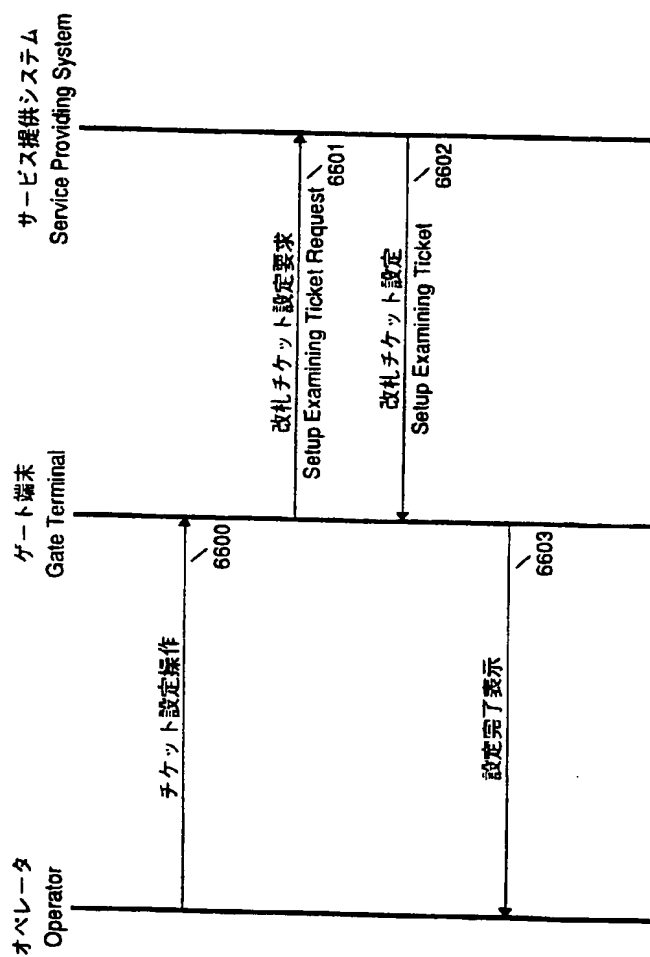 オペレータ
Operator
ゲート端末
Gate Terminal
サービス提供システム
Service Providing System
チケット設定操作
6600
改札チケット設定要求
Setup Examining Ticket Request
6601
改札チケット設定
Setup Examining Ticket
6602
設定完了表示
6603